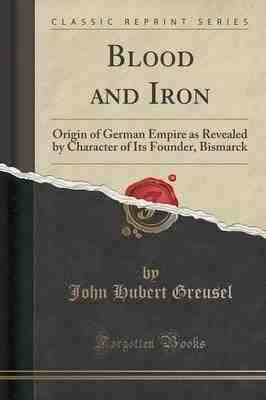 CLASSIC REPRINT SERIES
BLOOD
AND IRON
Origin of German Empire as Revealed
by Character of Its Founder, Bismarck
by
John Hubert Greusel
Forgotten Books